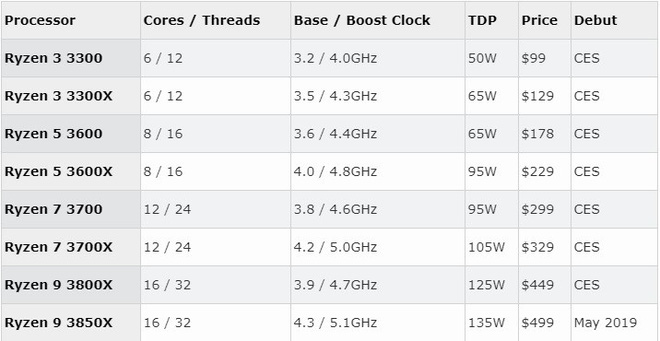 Processor Cores / Threads Base / Boost Clock TDP Price Debut
Ryzen 3 3300 6 / 12 3.2 / 4.0GHz 50W $99 CES
Ryzen 3 3300X 6 / 12 3.5 / 4.3GHz 65W $129 CES
Ryzen 5 3600 8 / 16 3.6 / 4.4GHz 65W $178 CES
Ryzen 5 3600X 8 / 16 4.0 / 4.8GHz 95W $229 CES
Ryzen 7 3700 12 / 24 3.8 / 4.6GHz 95W $299 CES
Ryzen 7 3700X 12 / 24 4.2 / 5.0GHz 105W $329 CES
Ryzen 9 3800X 16 / 32 3.9 / 4.7GHz 125W $449 CES
Ryzen 9 3850X 16 / 32 4.3 / 5.1GHz 135W $499 May 2019